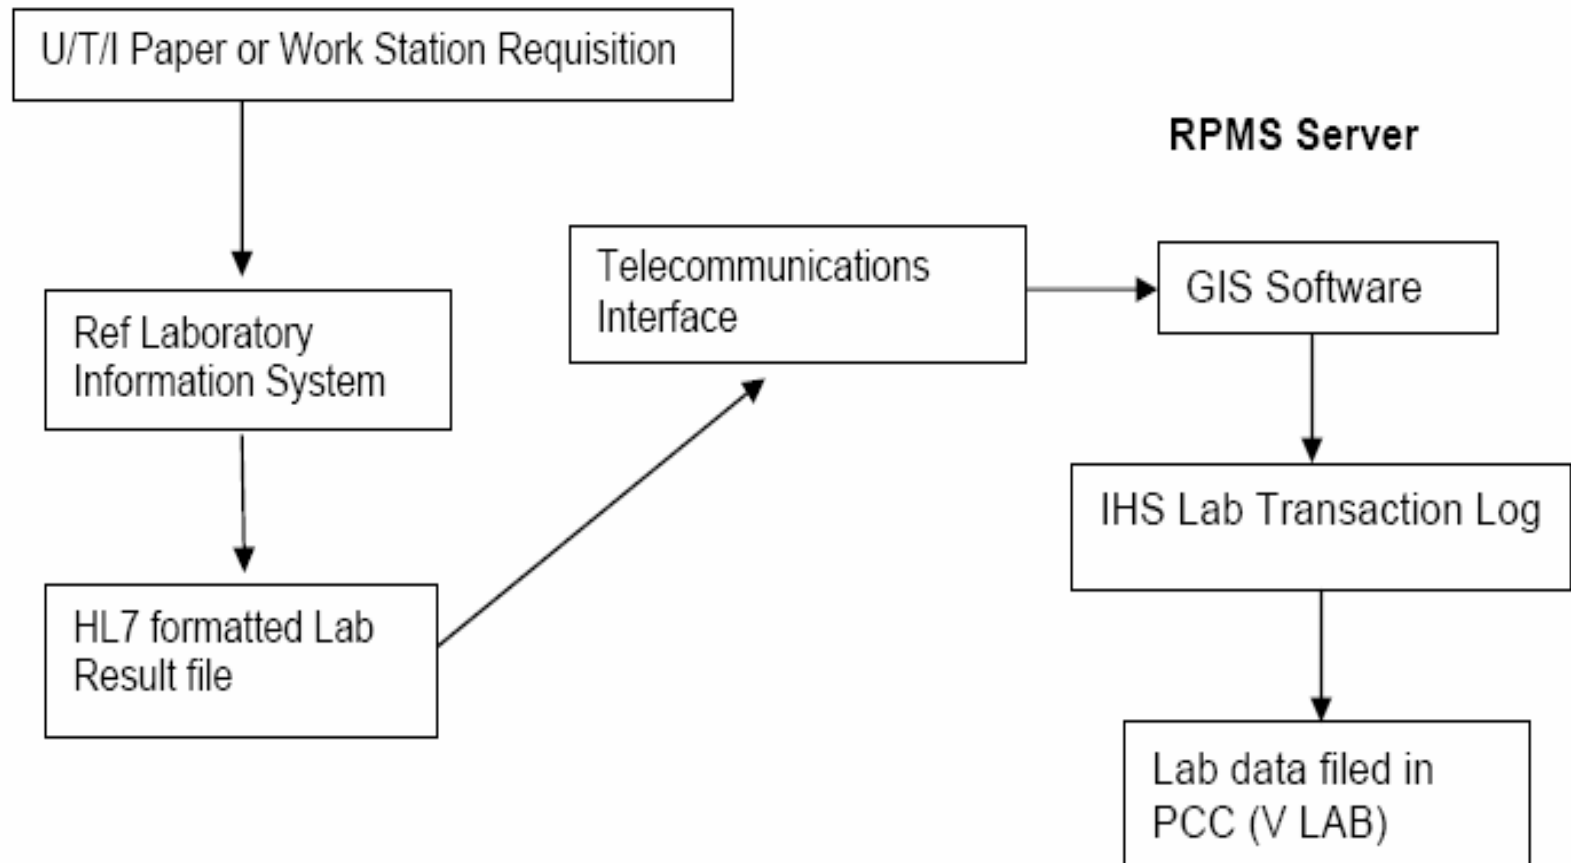 U/T/I Paper or Work Station Requisition
RPMS Server
Ref Laboratory
Information System
HL7 formatted Lab
Result file
Telecommunications
Interface
GIS Software
IHS Lab Transaction Log
Lab data filed in
PCC (V LAB)